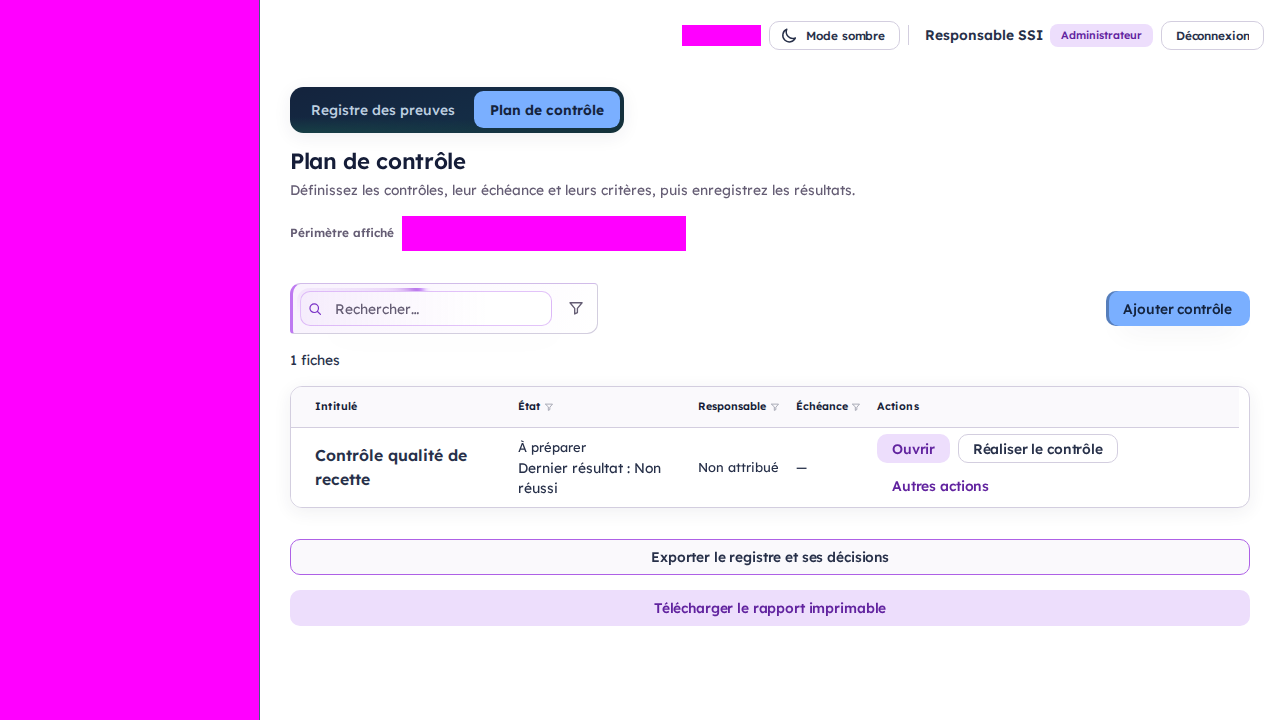 Mode sombre
Responsable SSI
Administrateur
Déconnexion
Registre des preuves
Plan de contrôle
Plan de contrôle
Définissez les contrôles, leur échéance et leurs critères, puis enregistrez les résultats.
Périmètre affiché
Rechercher…
Ajouter contrôle
1 fiches
Intitulé
État
Responsable
Échéance
Actions
Contrôle qualité de
recette
À préparer
Dernier résultat : Non
réussi
Non attribué
—
Ouvrir
Réaliser le contrôle
Autres actions
Exporter le registre et ses décisions
Télécharger le rapport imprimable